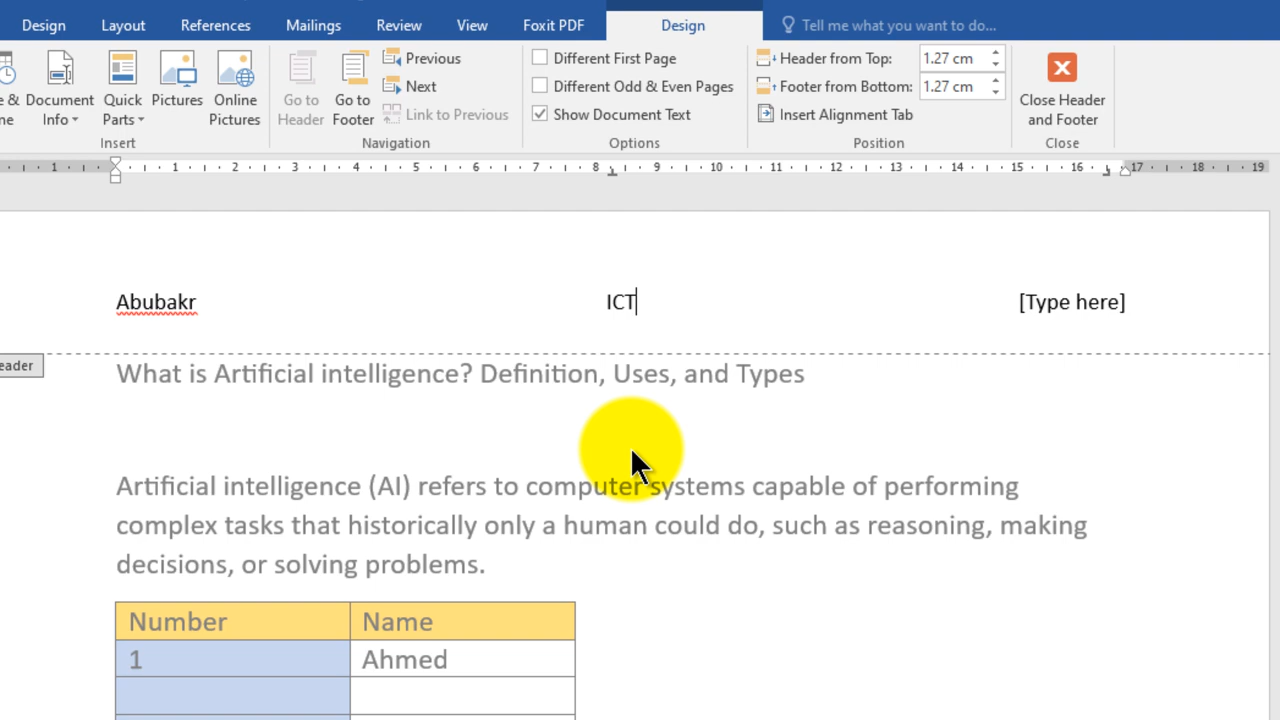 Design Layout References Mailings Review View Foxit PDF Design Tell me what you want to do...
Different First Page
Different Odd & Even Pages
Show Document Text
Previous
Next
Link to Previous
Header from Top: 1.27 cm
Footer from Bottom: 1.27 cm
Insert Alignment Tab
Document Info
Quick Parts
Pictures
Online Pictures
Go to Header
Go to Footer
Close Header and Footer
Insert Navigation Options Position Close
1 1 2 3 4 5 6 7 8 9 10 11 12 13 14 15 16 17 18 19
Abubakr ICT [Type here]
What is Artificial intelligence? Definition, Uses, and Types
Artificial intelligence (AI) refers to computer systems capable of performing
complex tasks that historically only a human could do, such as reasoning, making
decisions, or solving problems.
Number Name
1 Ahmed